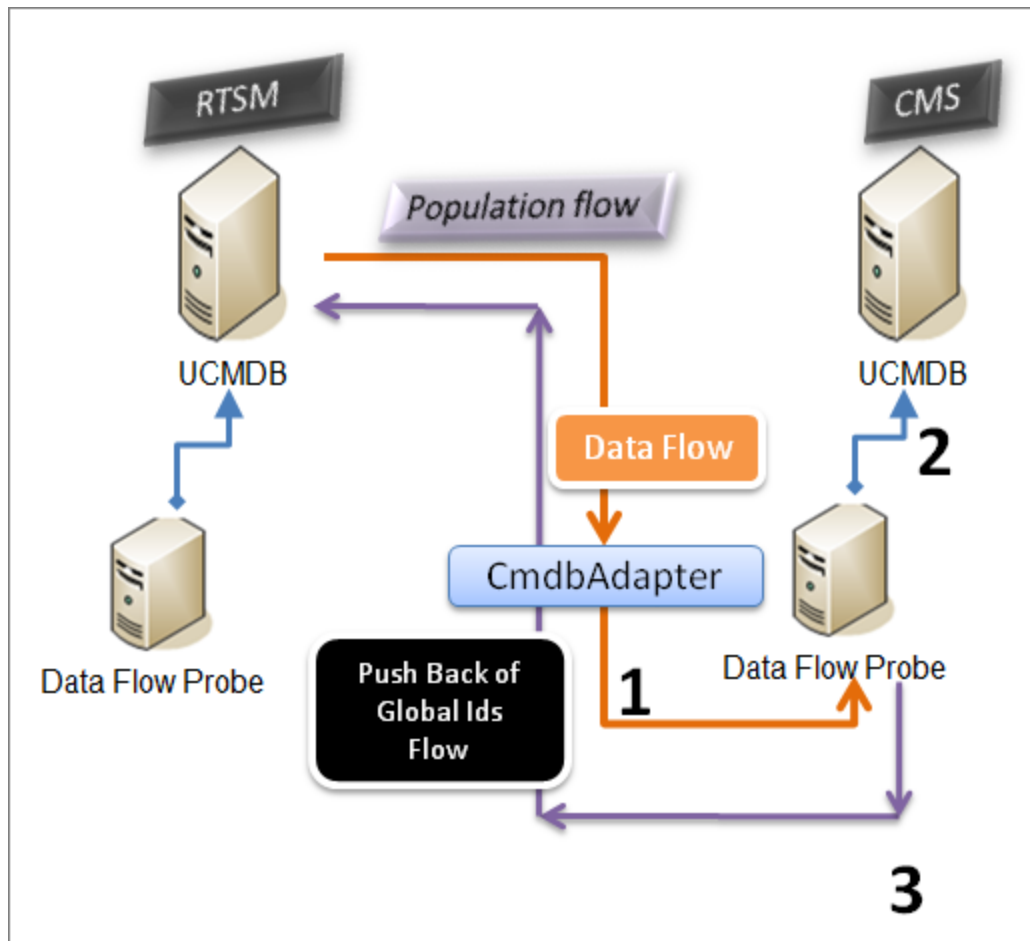 RTSM
CMS
Population flow
UCMDB
UCMDB
Data Flow
2
CmdbAdapter
Data Flow Probe
Data Flow Probe
Push Back of
Global Ids
Flow
1
3